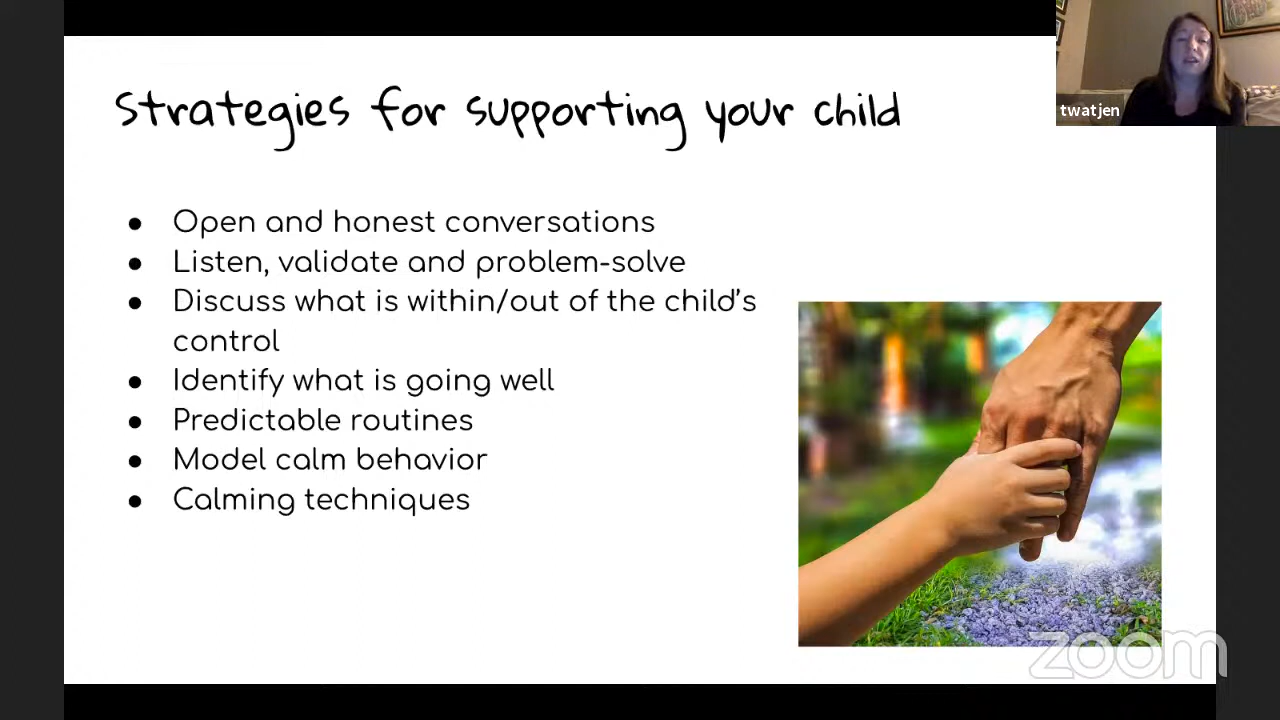 Strategies for supporting your child
twatjen
● Open and honest conversations
● Listen, validate and problem-solve
● Discuss what is within/out of the child's
control
● Identify what is going well
● Predictable routines
● Model calm behavior
● Calming techniques
zoom